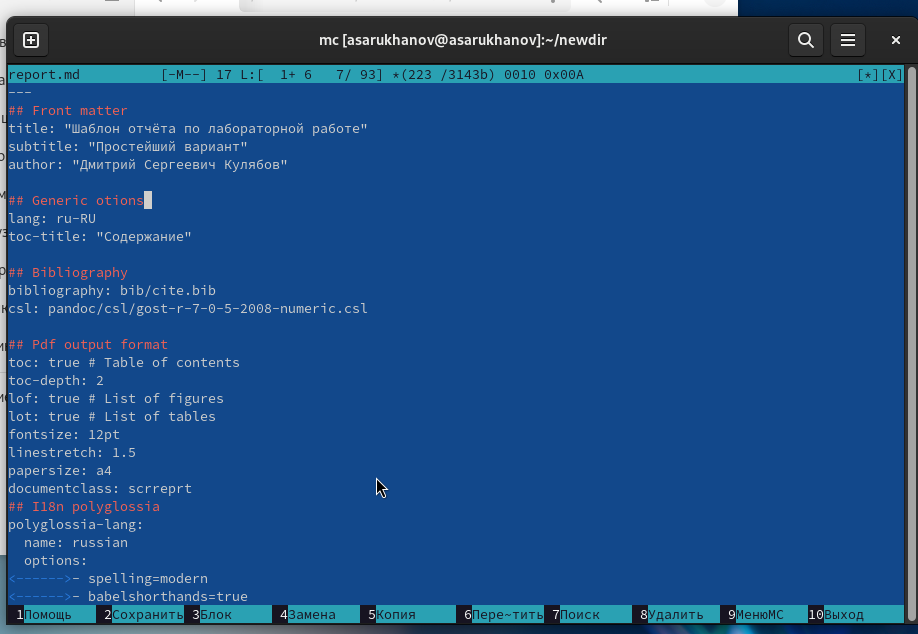 mc [asarukhanov@asarukhanov]:~/newdir
report.md [-M--] 17 L:[ 1+ 6 7/ 93] *(223 /3143b) 0010 0x00A [*][X]
---
## Front matter
title: "Шаблон отчёта по лабораторной работе"
subtitle: "Простейший вариант"
author: "Дмитрий Сергеевич Кулябов"
## Generic otions
lang: ru-RU
toc-title: "Содержание"
## Bibliography
bibliography: bib/cite.bib
csl: pandoc/csl/gost-r-7-0-5-2008-numeric.csl
## Pdf output format
toc: true # Table of contents
toc-depth: 2
lof: true # List of figures
lot: true # List of tables
fontsize: 12pt
linestretch: 1.5
papersize: a4
documentclass: scrreprt
## I18n polyglossia
polyglossia-lang:
  name: russian
  options:
<------>- spelling=modern
<------>- babelshorthands=true
1Помощь 2Сохранить 3Блок 4Замена 5Копия 6Пере~тить 7Поиск 8Удалить 9МенюМС 10Выход